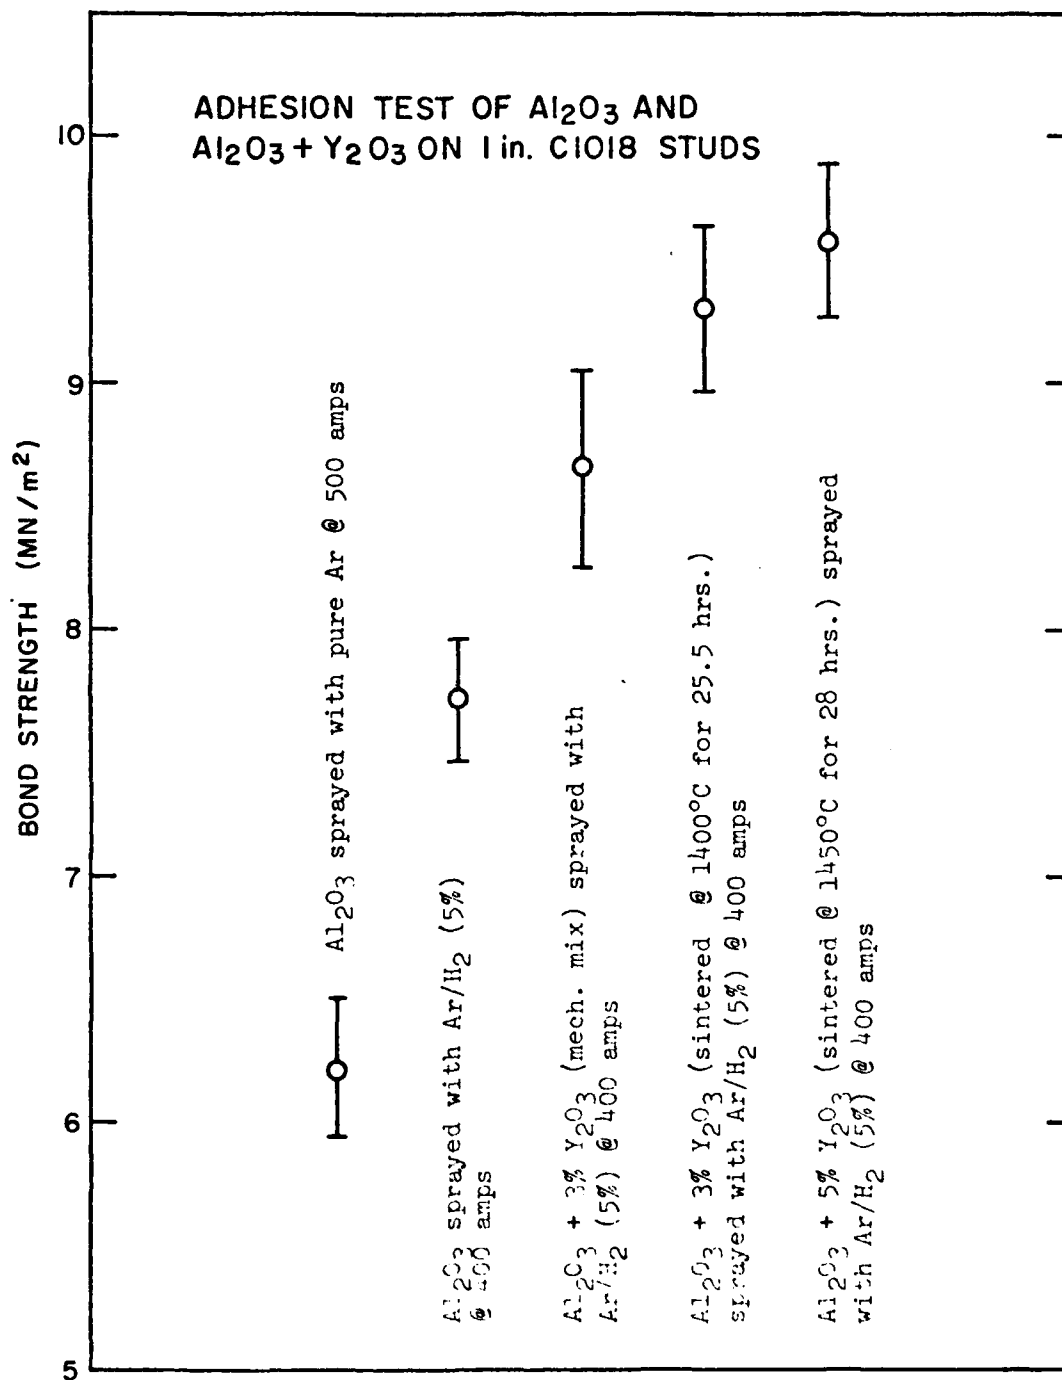 ADHESION TEST OF Al2O3 AND
Al2O3 + Y2O3 ON 1 in. C1018 STUDS
BOND STRENGTH (MN/m²)
10
9
8
7
6
5
Al2O3 sprayed with pure Ar @ 500 amps
Al2O3 sprayed with Ar/H2 (5%)
@ 400 amps
Al2O3 + 3% Y2O3 (mech. mix) sprayed with
Ar/H2 (5%) @ 400 amps
Al2O3 + 3% Y2O3 (sintered @ 1400°C for 25.5 hrs.)
sprayed with Ar/H2 (5%) @ 400 amps
Al2O3 + 5% Y2O3 (sintered @ 1450°C for 28 hrs.) sprayed
with Ar/H2 (5%) @ 400 amps